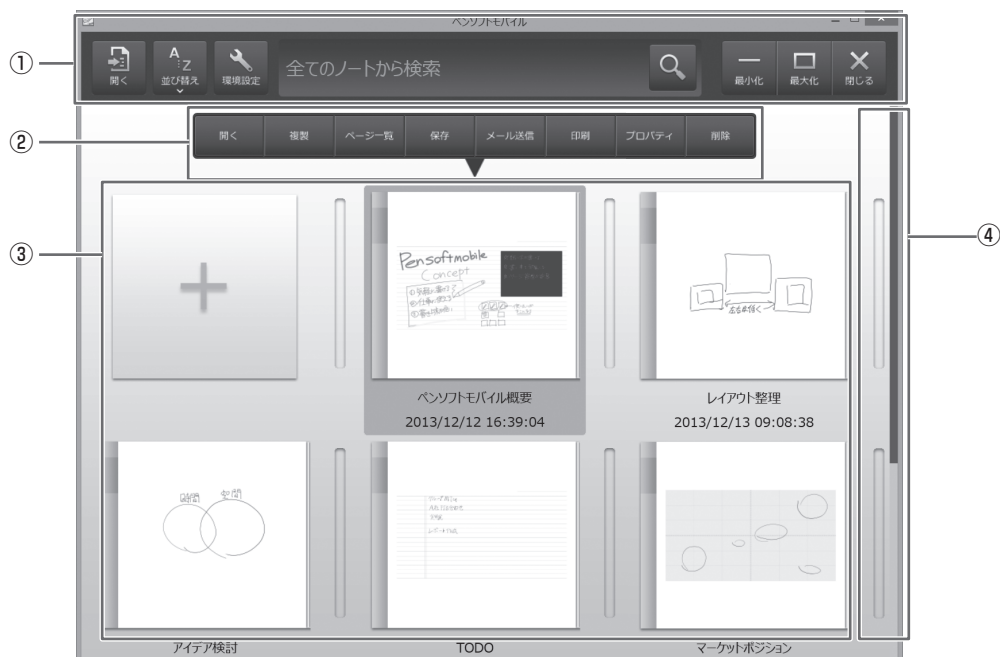 ペンソフトモバイル
①
開く
並び替え
環境設定
全てのノートから検索
最小化
最大化
閉じる
②
開く 複製 ページ一覧 保存 メール送信 印刷 プロパティ 削除
③
④
Pensoftmobile
Concept
ペンソフトモバイル概要
2013/12/12 16:39:04
レイアウト整理
2013/12/13 09:08:38
空間
アイデア検討
TODO
マーケットポジション